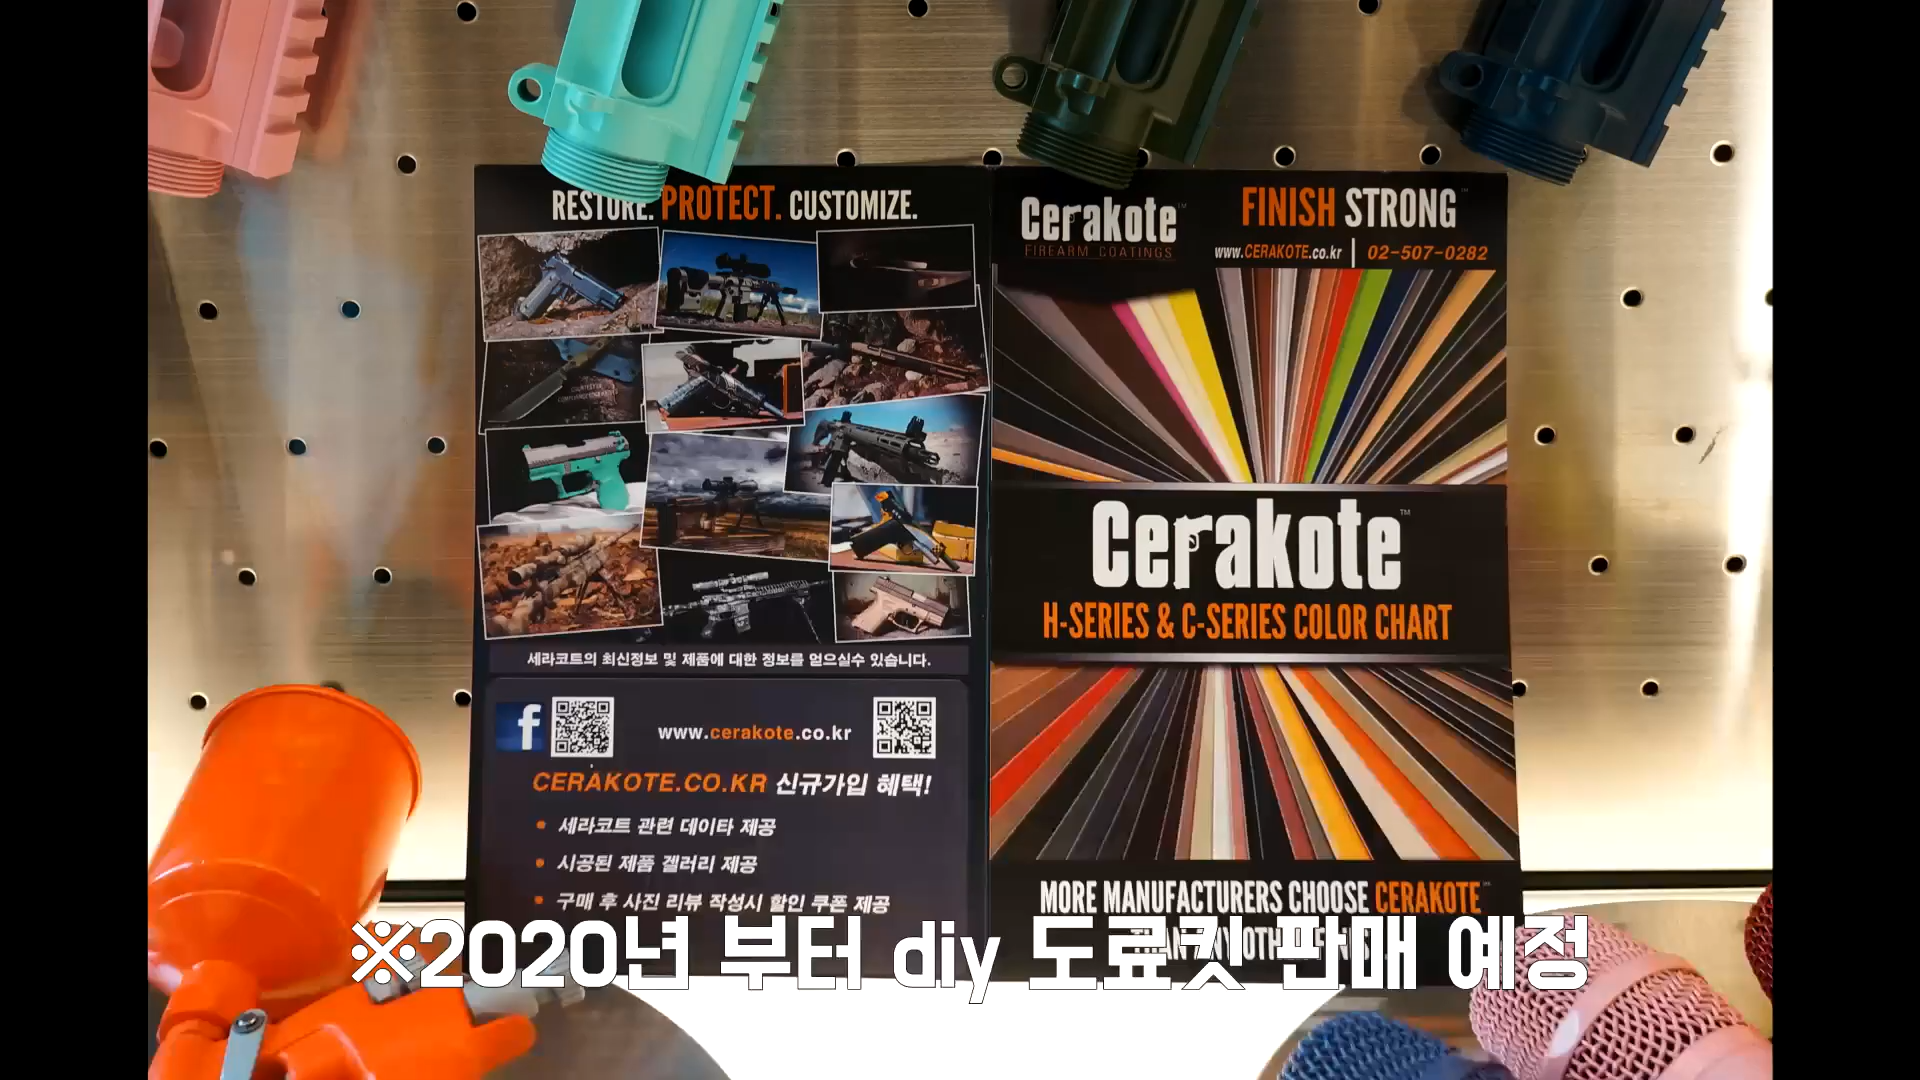 RESTORE. PROTECT. CUSTOMIZE.
세라코트의 최신정보 및 제품에 대한 정보를 얻으실수 있습니다.
f
www.cerakote.co.kr
CERAKOTE.CO.KR 신규가입 혜택!
• 세라코트 관련 데이타 제공
• 시공된 제품 겔러리 제공
• 구매 후 사진 리뷰 작성시 할인 쿠폰 제공
Cerakote™
FIREARM COATINGS
FINISH STRONG™
www.CERAKOTE.co.kr | 02-507-0282
Cerakote™
H-SERIES & C-SERIES COLOR CHART
MORE MANUFACTURERS CHOOSE CERAKOTE™
※2020년 부터 diy 도료킷 판매 예정